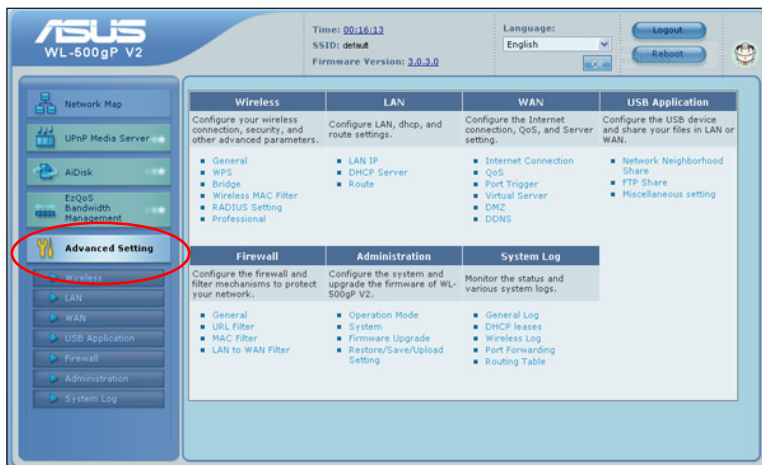 ASUS
WL-500gP V2
Time: 00:16:13
SSID: default
Firmware Version: 3.0.3.0
Language:
English
Logout
Reboot
Network Map
UPnP Media Server
AiDisk
EzQoS
Bandwidth
Management
Advanced Setting
Wireless
LAN
WAN
USB Application
Firewall
Administration
System Log
Wireless
Configure your wireless
connection, security, and
other advanced parameters.
General
WPS
Bridge
Wireless MAC Filter
RADIUS Setting
Professional
LAN
Configure LAN, dhcp, and
route settings.
LAN IP
DHCP Server
Route
WAN
Configure the Internet
connection, QoS, and Server
setting.
Internet Connection
QoS
Port Trigger
Virtual Server
DMZ
DDNS
USB Application
Configure the USB device
and share your files in LAN or
WAN.
Network Neighborhood
Share
FTP Share
Miscellaneous setting
Firewall
Configure the firewall and
filter mechanisms to protect
your network.
General
URL Filter
MAC Filter
LAN to WAN Filter
Administration
Configure the system and
upgrade the firmware of WL-
500gP V2.
Operation Mode
System
Firmware Upgrade
Restore/Save/Upload
Setting
System Log
Monitor the status and
various system logs.
General Log
DHCP leases
Wireless Log
Port Forwarding
Routing Table